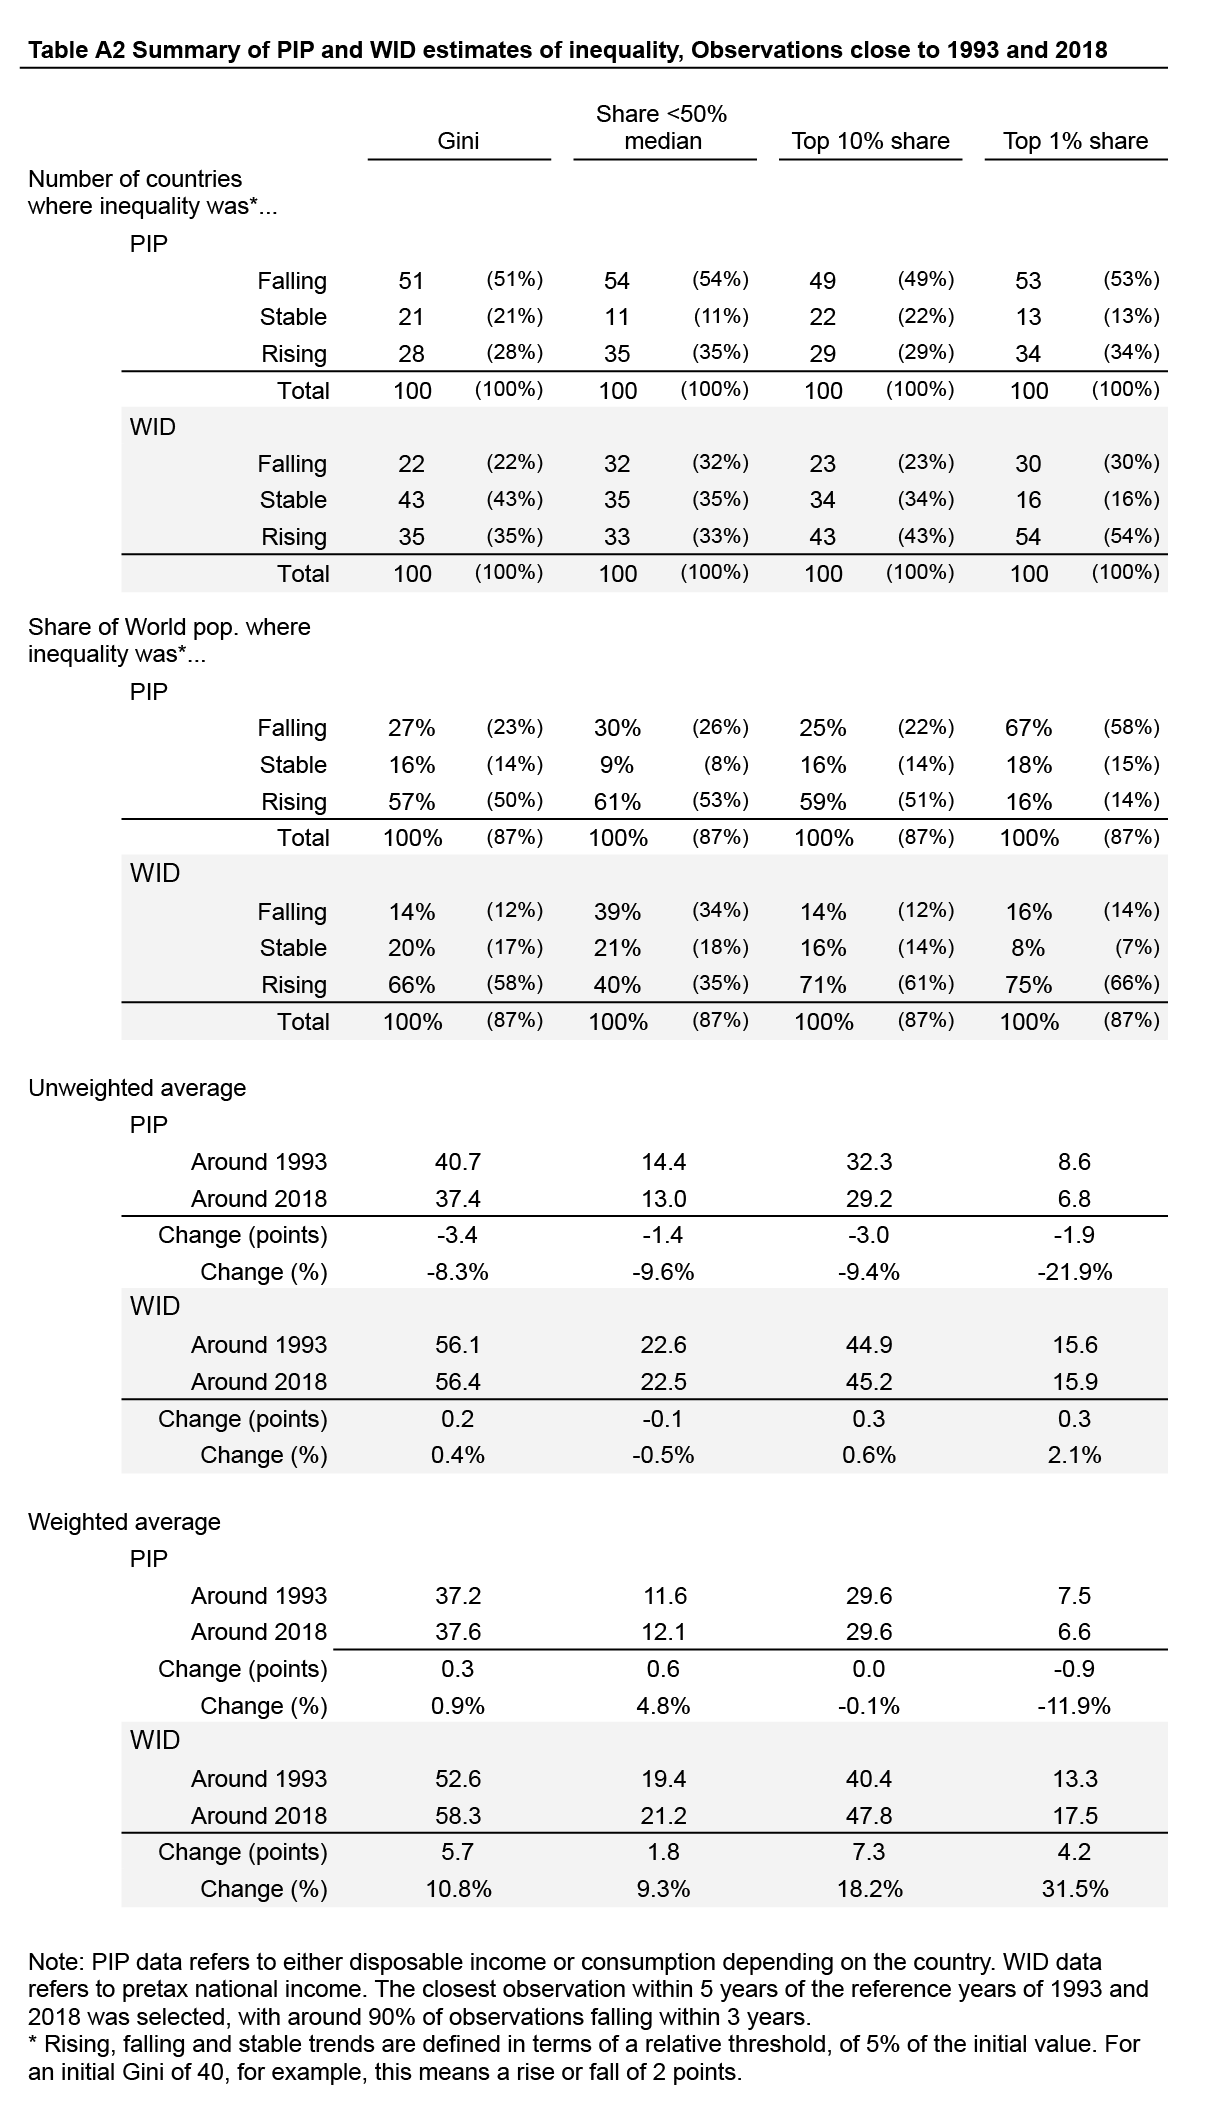 Table A2 Summary of PIP and WID estimates of inequality, Observations close to 1993 and 2018
Share <50%
Gini median Top 10% share Top 1% share
Number of countries
where inequality was*...
PIP
Falling 51 (51%) 54 (54%) 49 (49%) 53 (53%)
Stable 21 (21%) 11 (11%) 22 (22%) 13 (13%)
Rising 28 (28%) 35 (35%) 29 (29%) 34 (34%)
Total 100 (100%) 100 (100%) 100 (100%) 100 (100%)
WID
Falling 22 (22%) 32 (32%) 23 (23%) 30 (30%)
Stable 43 (43%) 35 (35%) 34 (34%) 16 (16%)
Rising 35 (35%) 33 (33%) 43 (43%) 54 (54%)
Total 100 (100%) 100 (100%) 100 (100%) 100 (100%)
Share of World pop. where
inequality was*...
PIP
Falling 27% (23%) 30% (26%) 25% (22%) 67% (58%)
Stable 16% (14%) 9% (8%) 16% (14%) 18% (15%)
Rising 57% (50%) 61% (53%) 59% (51%) 16% (14%)
Total 100% (87%) 100% (87%) 100% (87%) 100% (87%)
WID
Falling 14% (12%) 39% (34%) 14% (12%) 16% (14%)
Stable 20% (17%) 21% (18%) 16% (14%) 8% (7%)
Rising 66% (58%) 40% (35%) 71% (61%) 75% (66%)
Total 100% (87%) 100% (87%) 100% (87%) 100% (87%)
Unweighted average
PIP
Around 1993 40.7 14.4 32.3 8.6
Around 2018 37.4 13.0 29.2 6.8
Change (points) -3.4 -1.4 -3.0 -1.9
Change (%) -8.3% -9.6% -9.4% -21.9%
WID
Around 1993 56.1 22.6 44.9 15.6
Around 2018 56.4 22.5 45.2 15.9
Change (points) 0.2 -0.1 0.3 0.3
Change (%) 0.4% -0.5% 0.6% 2.1%
Weighted average
PIP
Around 1993 37.2 11.6 29.6 7.5
Around 2018 37.6 12.1 29.6 6.6
Change (points) 0.3 0.6 0.0 -0.9
Change (%) 0.9% 4.8% -0.1% -11.9%
WID
Around 1993 52.6 19.4 40.4 13.3
Around 2018 58.3 21.2 47.8 17.5
Change (points) 5.7 1.8 7.3 4.2
Change (%) 10.8% 9.3% 18.2% 31.5%
Note: PIP data refers to either disposable income or consumption depending on the country. WID data
refers to pretax national income. The closest observation within 5 years of the reference years of 1993 and
2018 was selected, with around 90% of observations falling within 3 years.
* Rising, falling and stable trends are defined in terms of a relative threshold, of 5% of the initial value. For
an initial Gini of 40, for example, this means a rise or fall of 2 points.